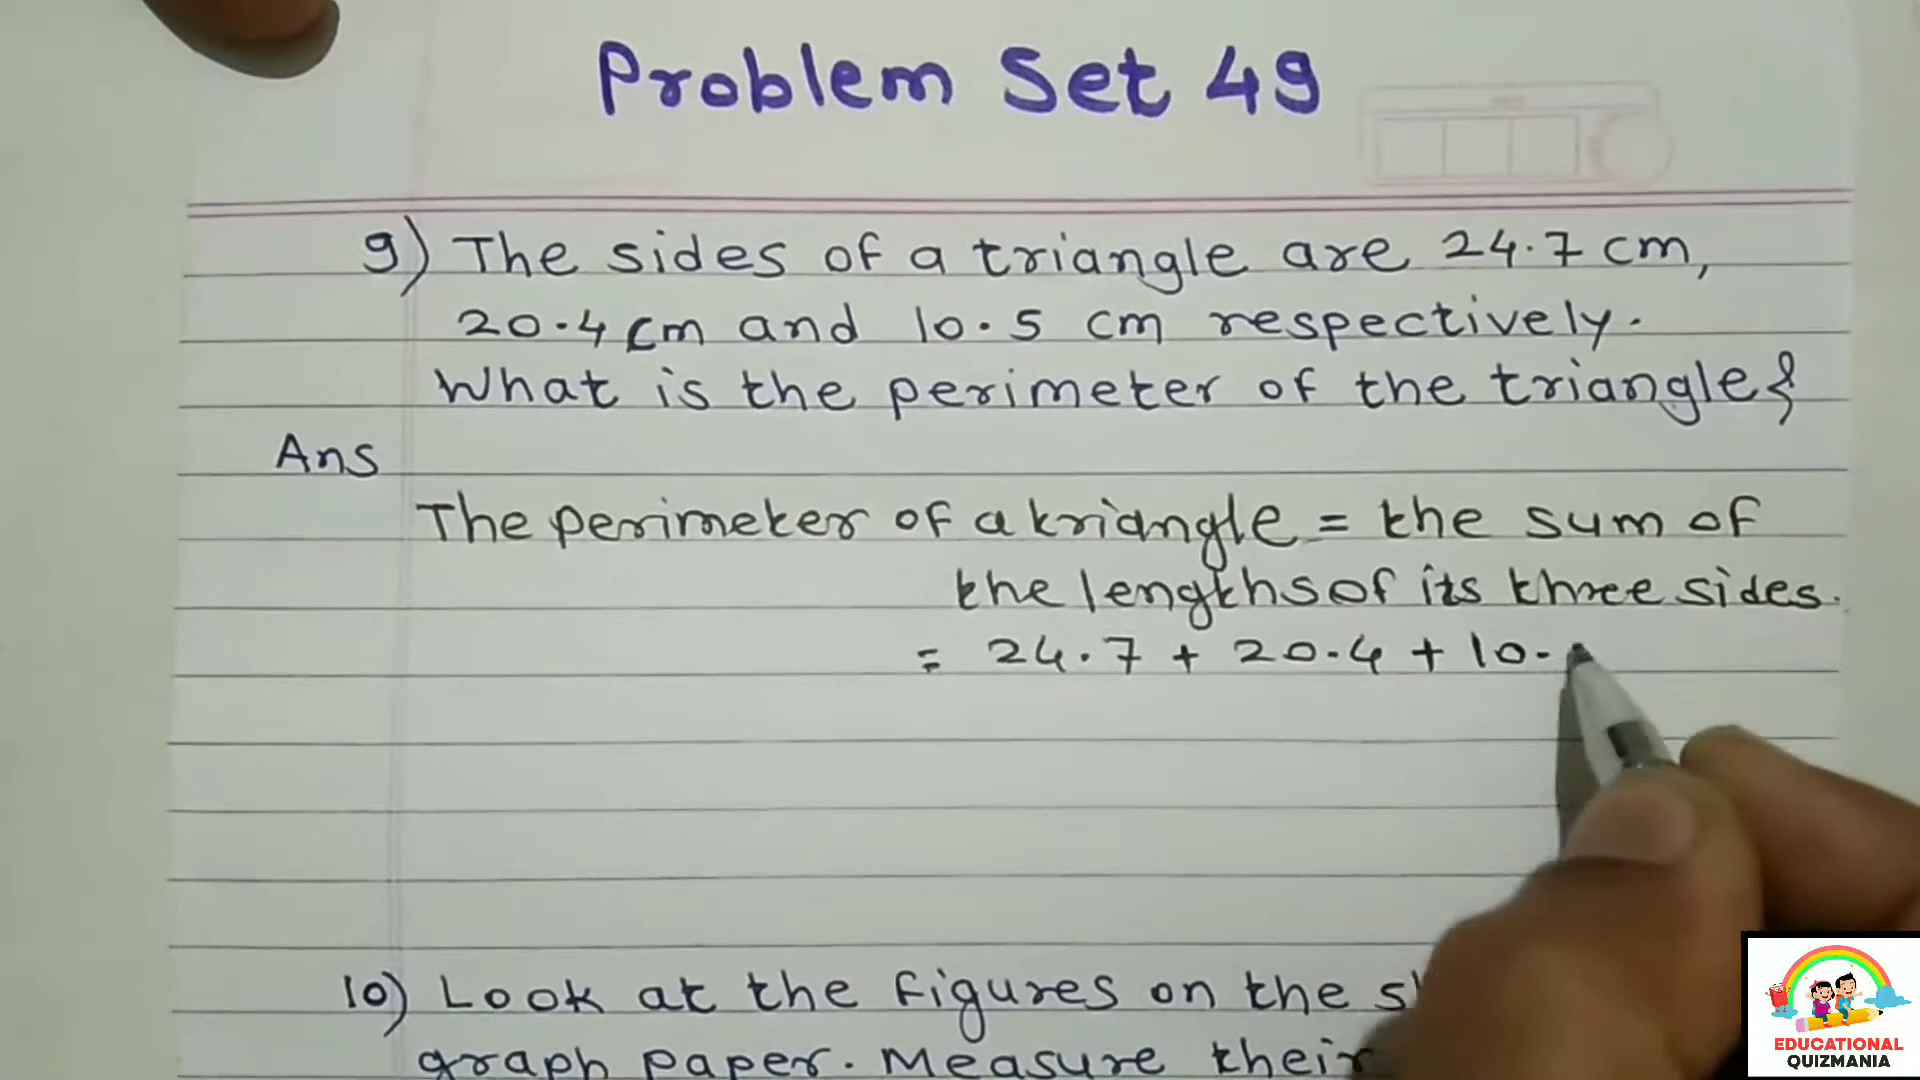 Problem Set 49
9) The sides of a triangle are 24.7 cm,
20.4 cm and 10.5 cm respectively.
What is the perimeter of the triangle?
Ans
The perimeter of a triangle = the sum of
the lengths of its three sides.
= 24.7 + 20.4 + 10.
10) Look at the figures on the
graph paper. Measure their
EDUCATIONAL
QUIZMANIA